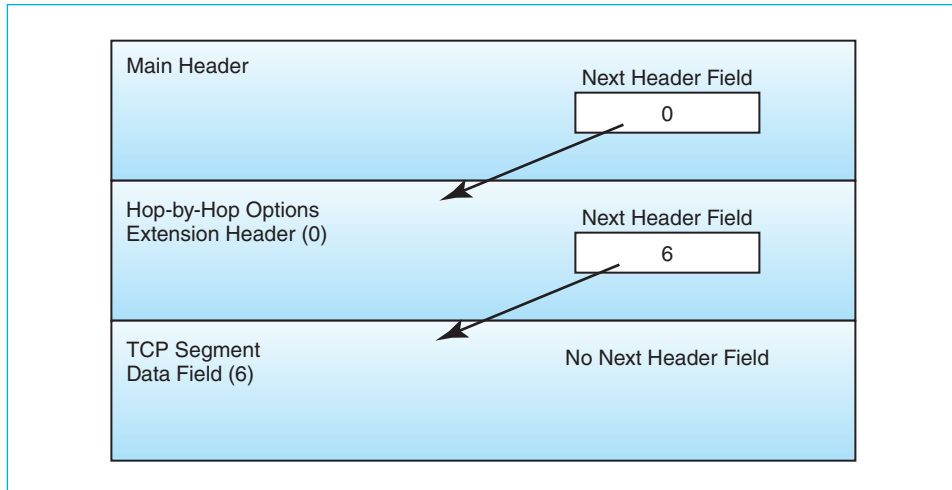 Main Header
Next Header Field
0
Hop-by-Hop Options
Extension Header (0)
Next Header Field
6
TCP Segment
Data Field (6)
No Next Header Field